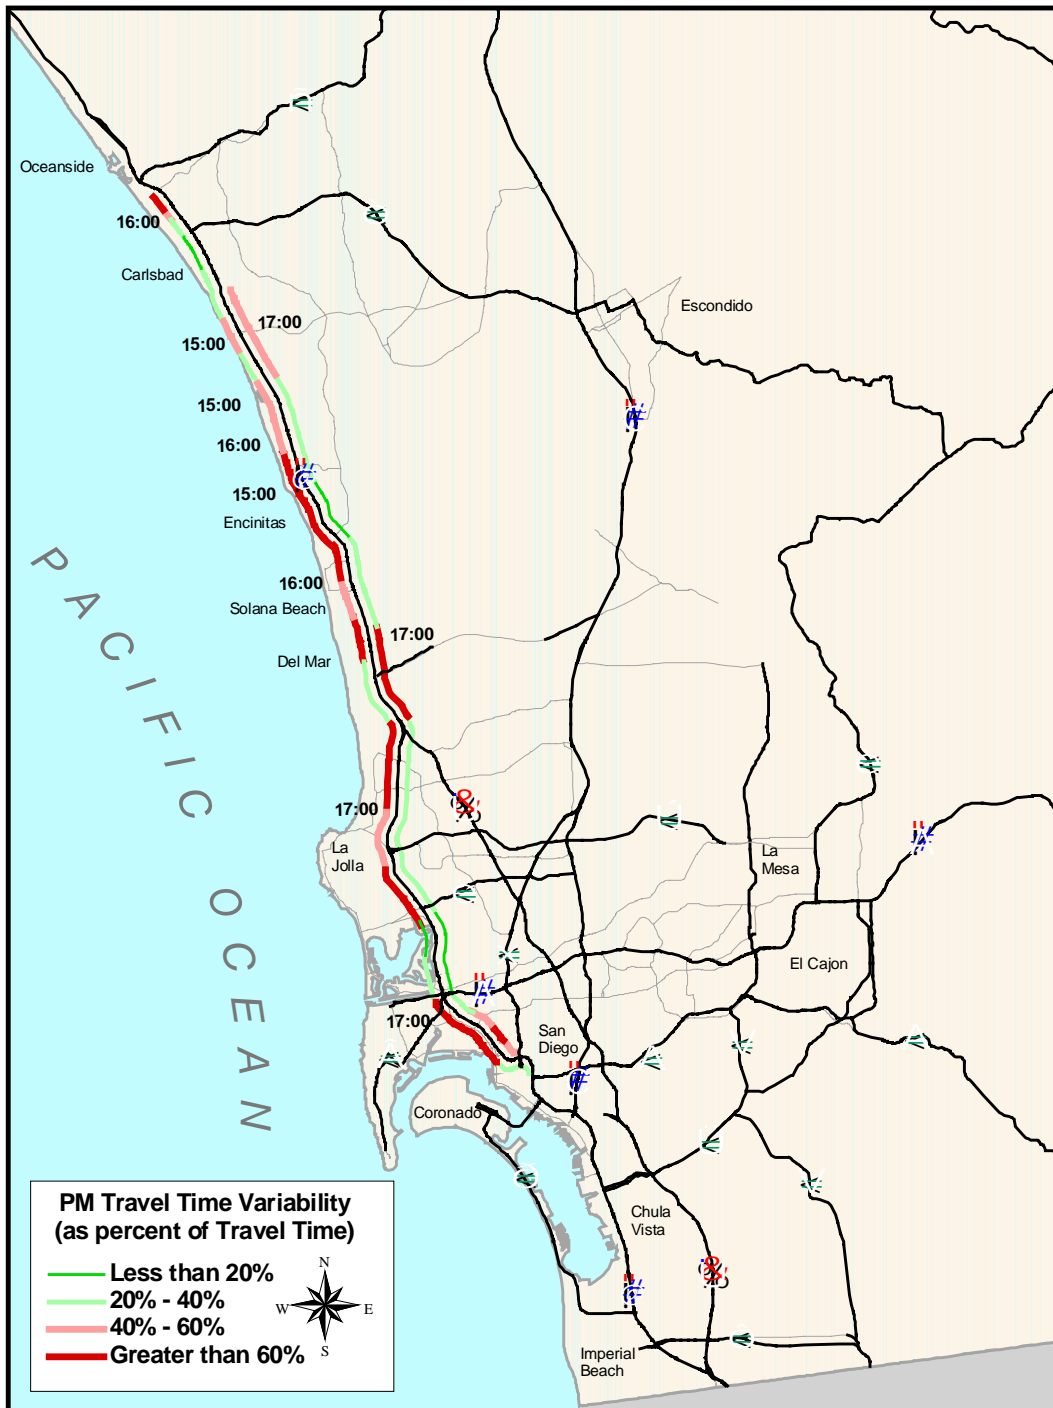 Oceanside
16:00
Carlsbad
Escondido
17:00
15:00
15:00
16:00
15:00
Encinitas
16:00
Solana Beach
17:00
Del Mar
PACIFIC OCEAN
17:00
La
Jolla
La
Mesa
El Cajon
17:00
San
Diego
Coronado
Chula
Vista
Imperial
Beach
PM Travel Time Variability
(as percent of Travel Time)
Less than 20%
20% - 40%
40% - 60%
Greater than 60%
N
W E
S